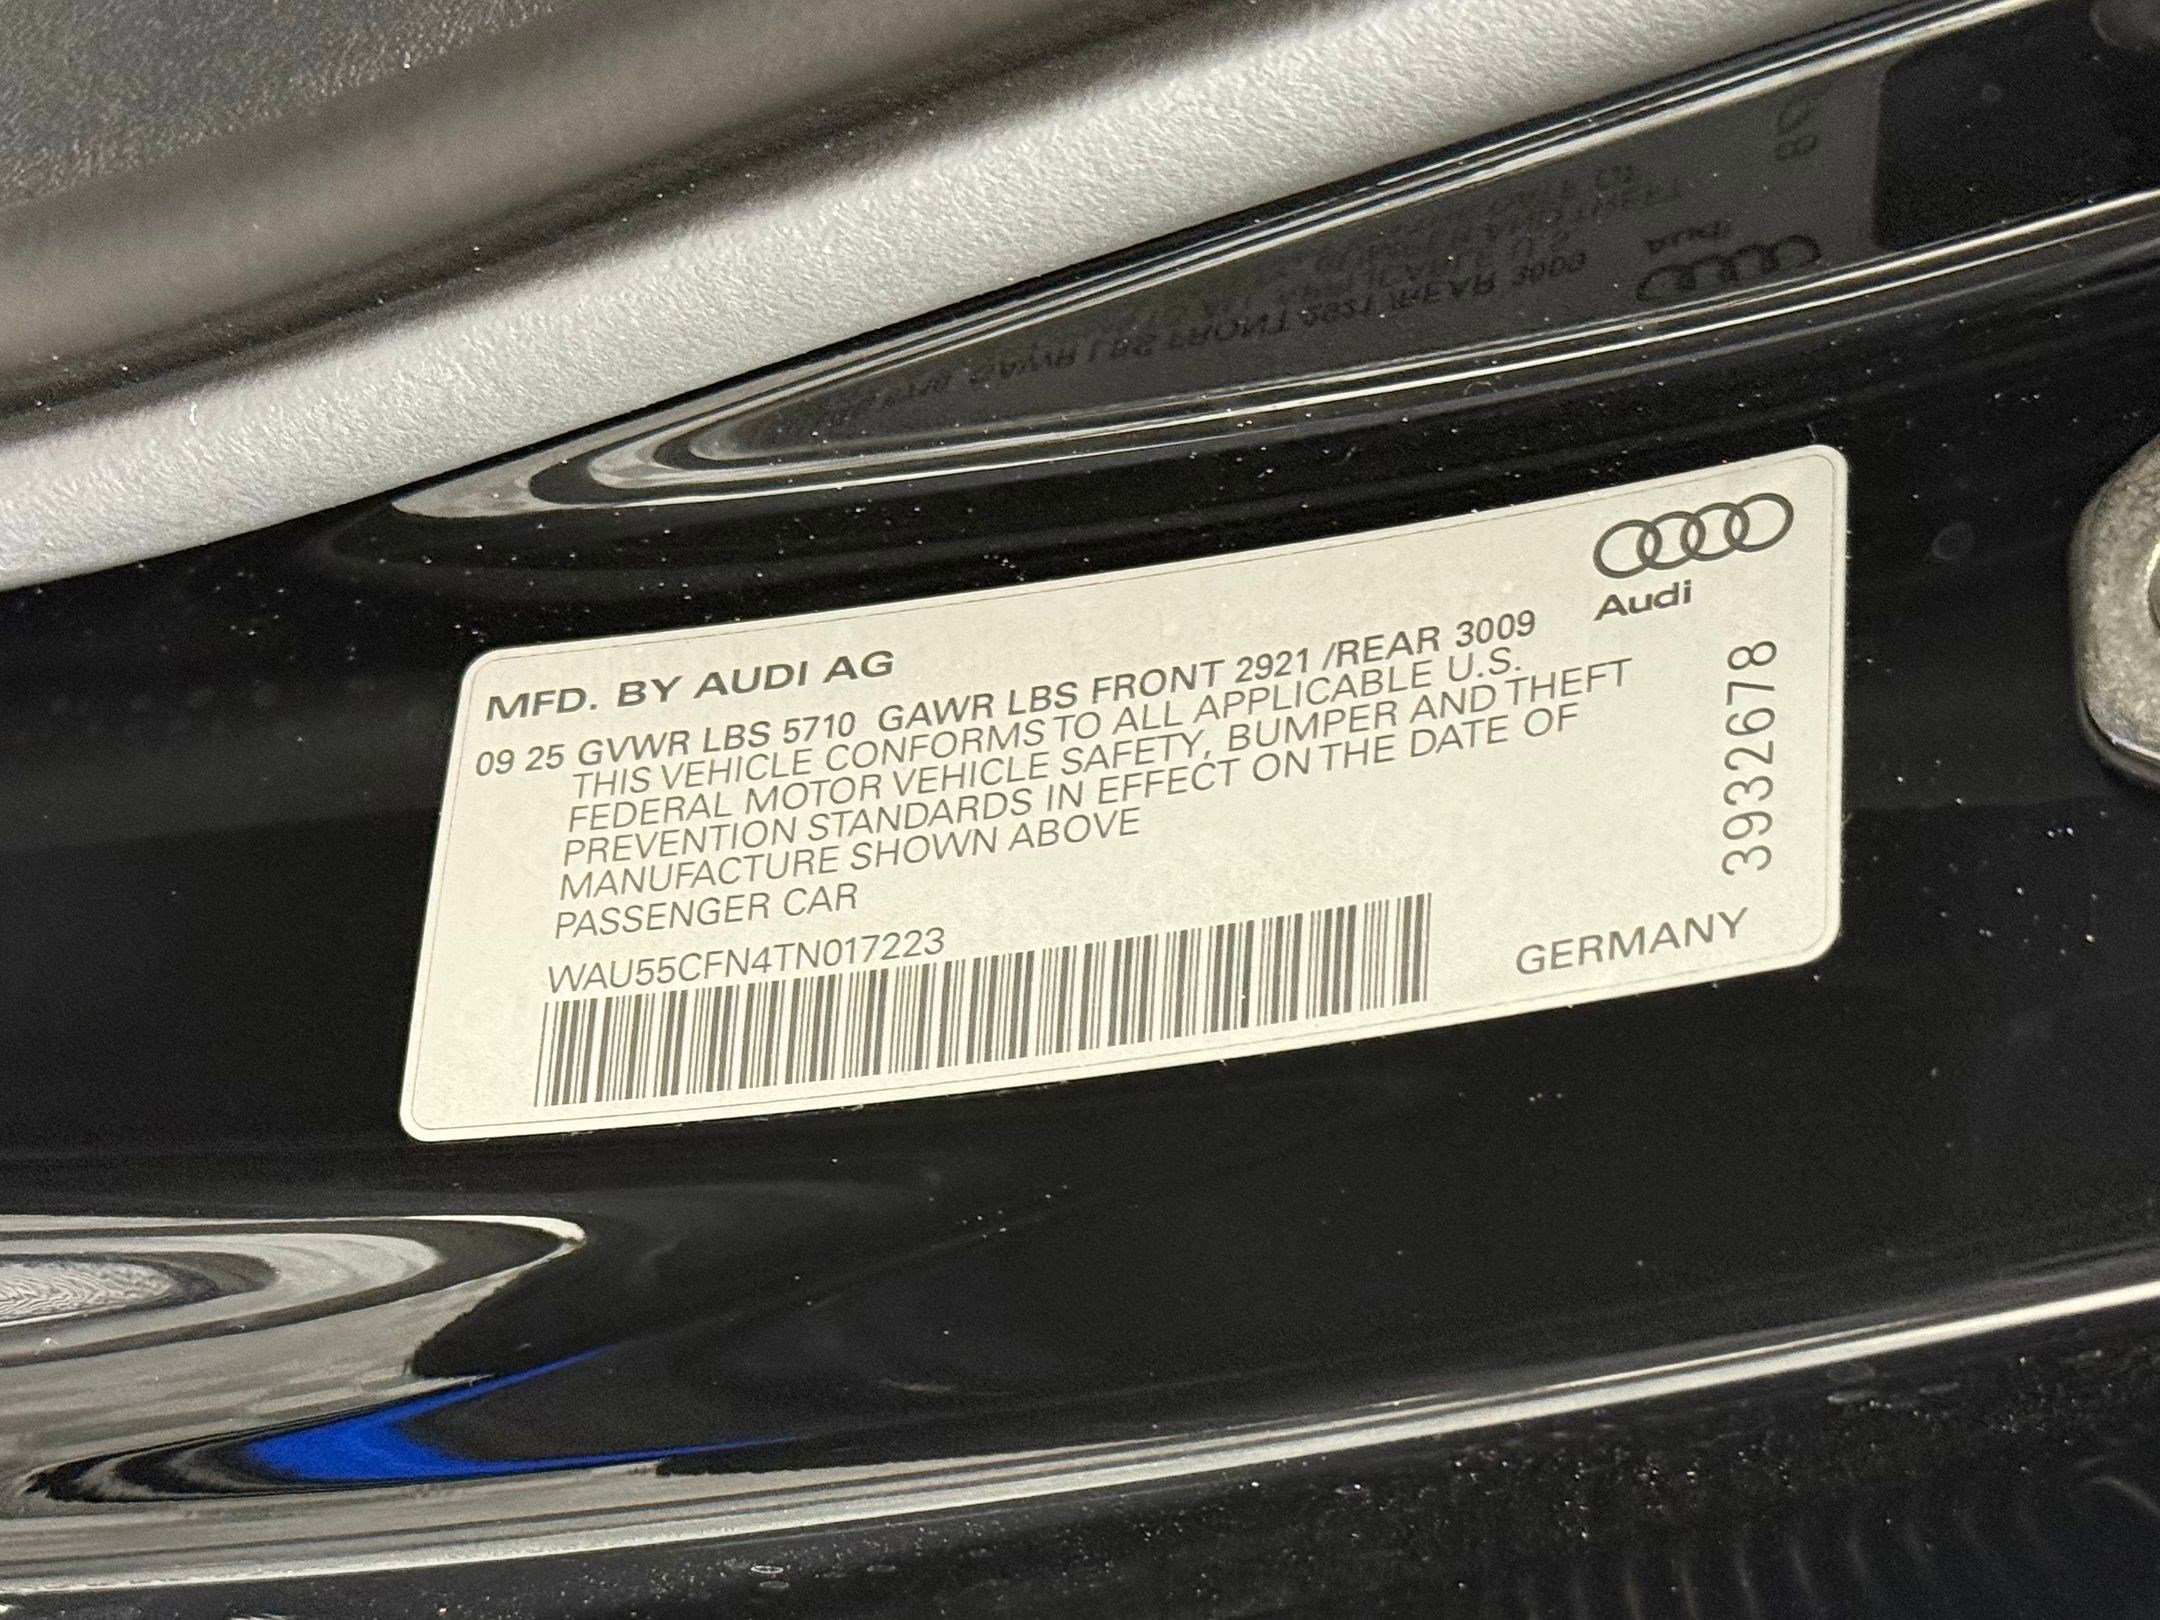 Audi
MFD. BY AUDI AG
09 25 GVWR LBS 5710 GAWR LBS FRONT 2921 /REAR 3009
THIS VEHICLE CONFORMS TO ALL APPLICABLE U.S.
FEDERAL MOTOR VEHICLE SAFETY, BUMPER AND THEFT
PREVENTION STANDARDS IN EFFECT ON THE DATE OF
MANUFACTURE SHOWN ABOVE
PASSENGER CAR
WAU55CFN4TN017223
GERMANY
3932678